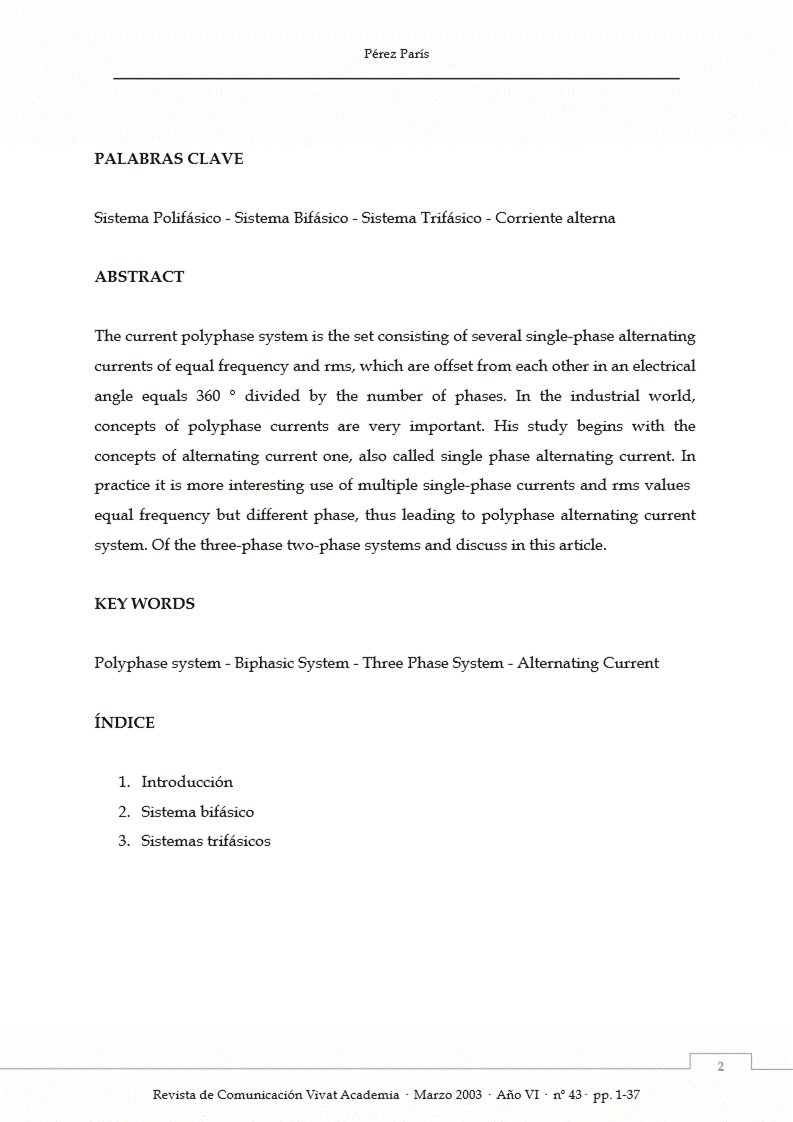 Pérez París
PALABRAS CLAVE
Sistema Polifásico - Sistema Bifásico - Sistema Trifásico - Corriente alterna
ABSTRACT
The current polyphase system is the set consisting of several single-phase alternating
currents of equal frequency and rms, which are offset from each other in an electrical
angle equals 360 ° divided by the number of phases. In the industrial world,
concepts of polyphase currents are very important. His study begins with the
concepts of alternating current one, also called single phase alternating current. In
practice it is more interesting use of multiple single-phase currents and rms values
equal frequency but different phase, thus leading to polyphase alternating current
system. Of the three-phase two-phase systems and discuss in this article.
KEY WORDS
Polyphase system - Biphasic System - Three Phase System - Alternating Current
ÍNDICE
1. Introducción
2. Sistema bifásico
3. Sistemas trifásicos
2
Revista de Comunicación Vivat Academia · Marzo 2003 · Año VI · nº 43 · pp. 1-37